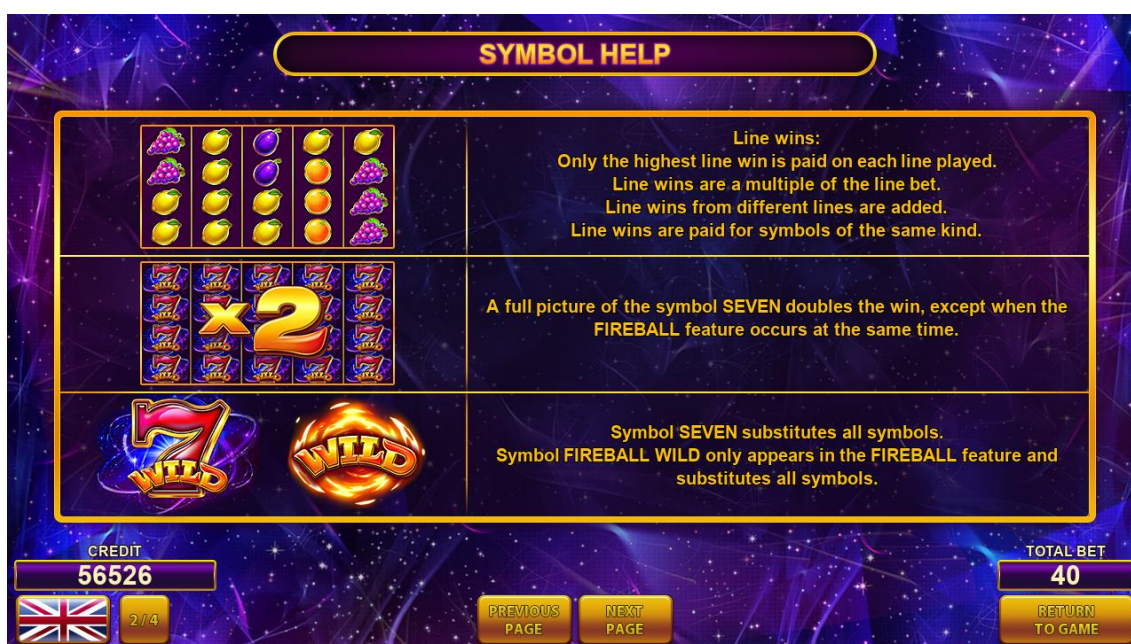 SYMBOL HELP
Line wins:
Only the highest line win is paid on each line played.
Line wins are a multiple of the line bet.
Line wins from different lines are added.
Line wins are paid for symbols of the same kind.
x2
A full picture of the symbol SEVEN doubles the win, except when the
FIREBALL feature occurs at the same time.
7
WILD
WILD
Symbol SEVEN substitutes all symbols.
Symbol FIREBALL WILD only appears in the FIREBALL feature and
substitutes all symbols.
CREDIT
56526
TOTAL BET
40
2/4
PREVIOUS
PAGE
NEXT
PAGE
RETURN
TO GAME